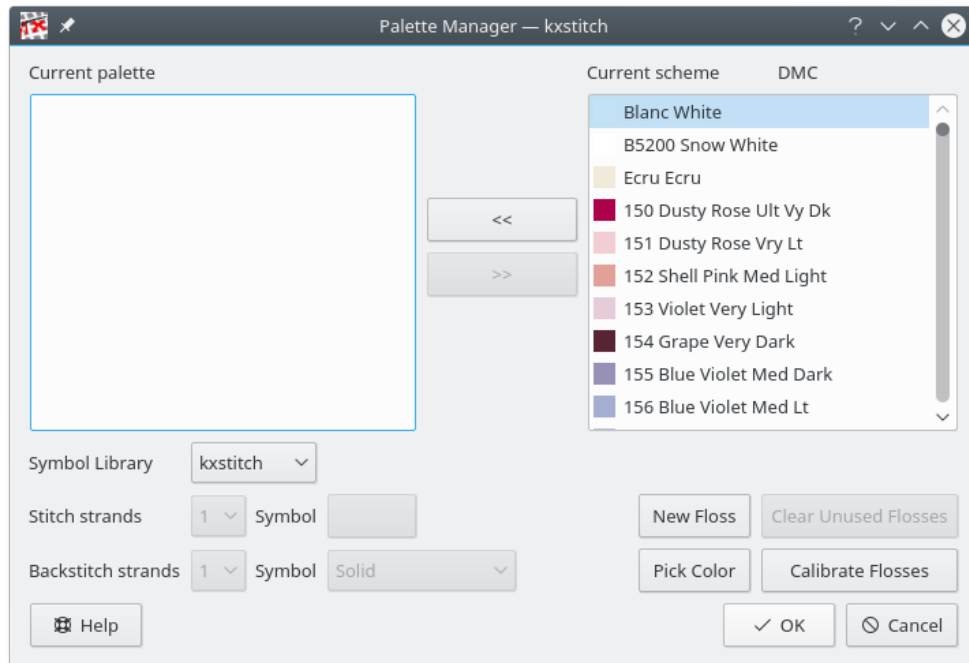 Palette Manager — kxstitch
Current palette
Current scheme DMC
Blanc White
B5200 Snow White
Ecru Ecru
150 Dusty Rose Ult Vy Dk
151 Dusty Rose Vry Lt
152 Shell Pink Med Light
153 Violet Very Light
154 Grape Very Dark
155 Blue Violet Med Dark
156 Blue Violet Med Lt
<<
>>
Symbol Library kxstitch
Stitch strands 1 Symbol
New Floss Clear Unused Flosses
Backstitch strands 1 Symbol Solid
Pick Color Calibrate Flosses
Help OK Cancel